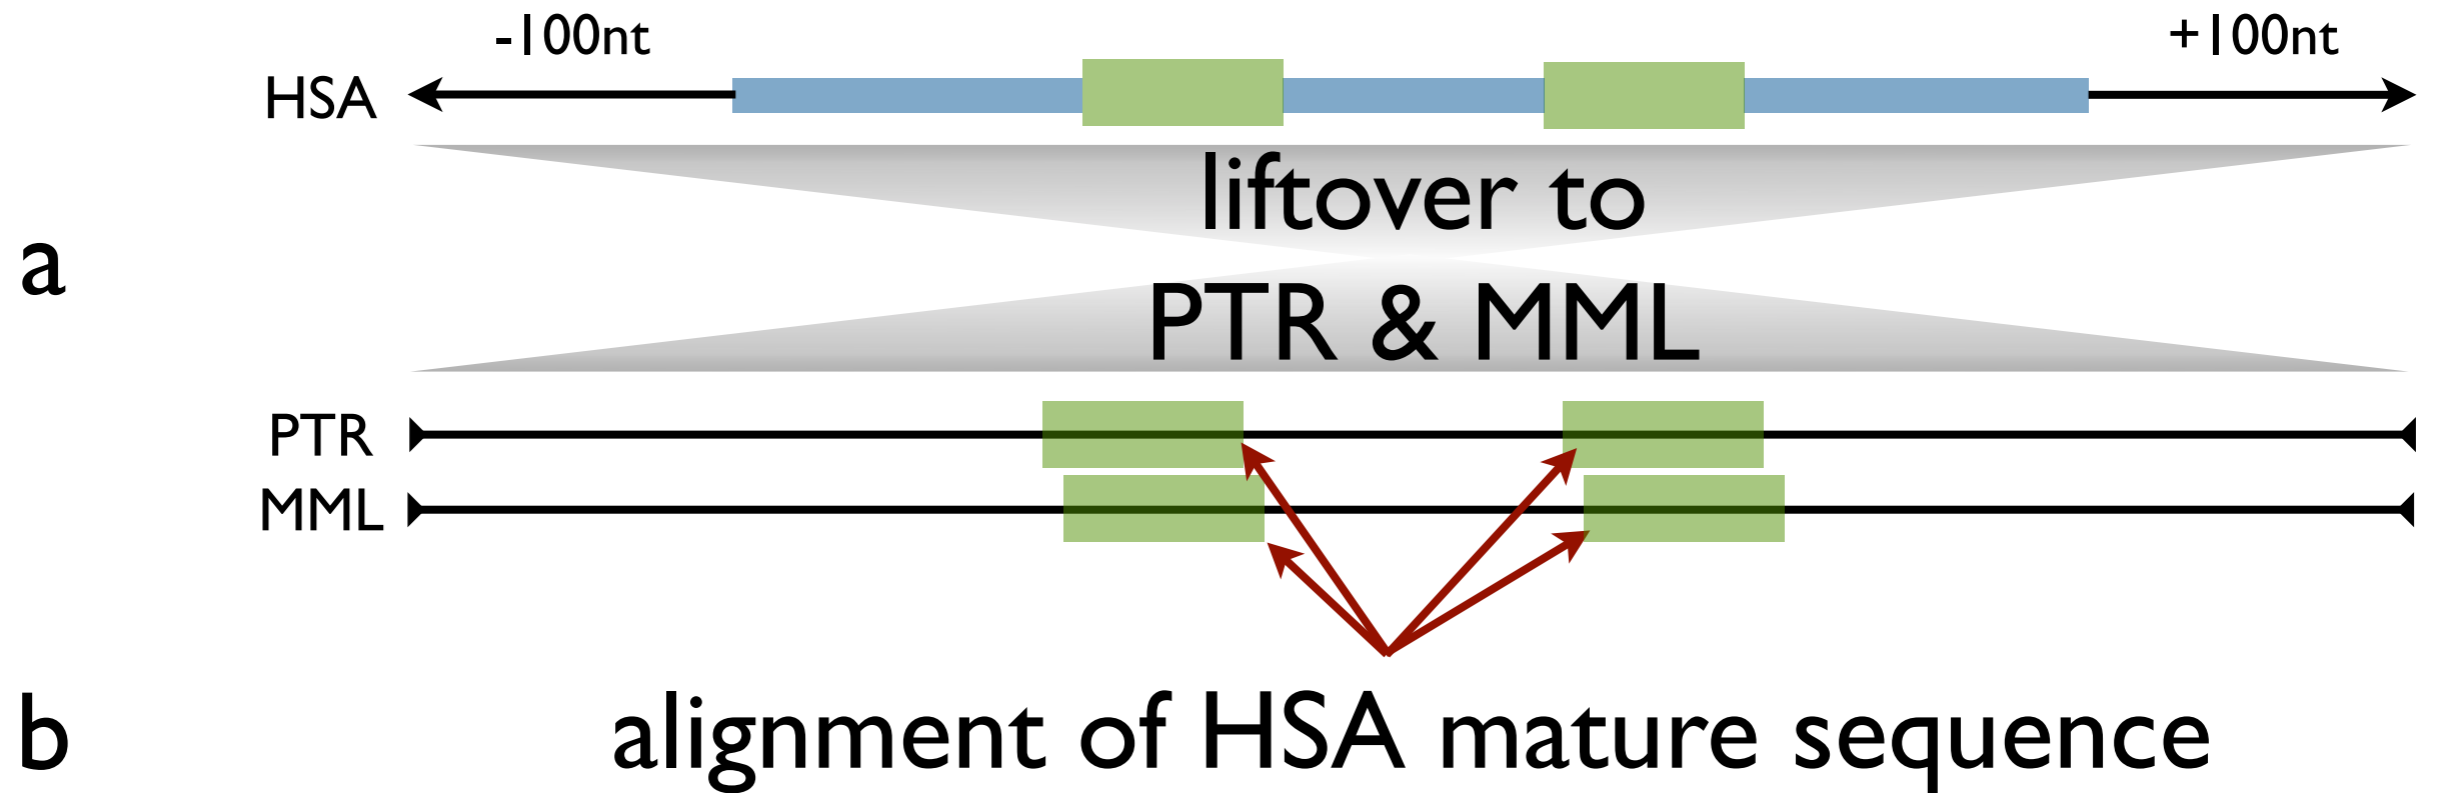 -100nt
+100nt
HSA
liftover to
a
PTR & MML
PTR
MML
b
alignment of HSA mature sequence